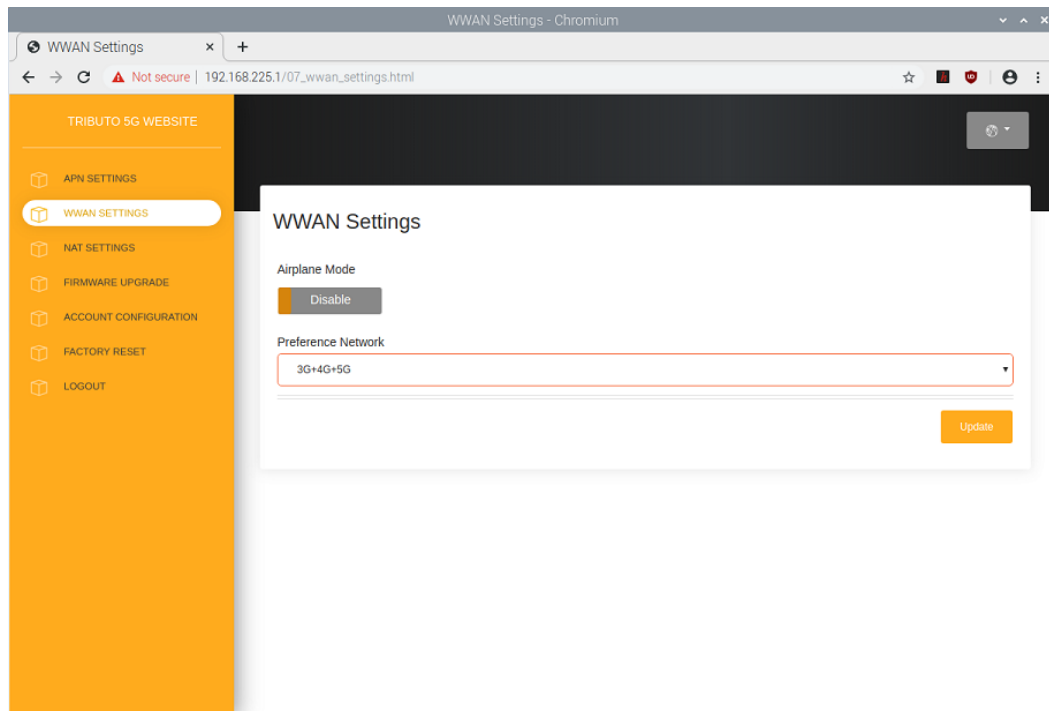 WWAN Settings - Chromium
WWAN Settings
Not secure | 192.168.225.1/07_wwan_settings.html
TRIBUTO 5G WEBSITE
APN SETTINGS
WWAN SETTINGS
NAT SETTINGS
FIRMWARE UPGRADE
ACCOUNT CONFIGURATION
FACTORY RESET
LOGOUT
WWAN Settings
Airplane Mode
Disable
Preference Network
3G+4G+5G
Update